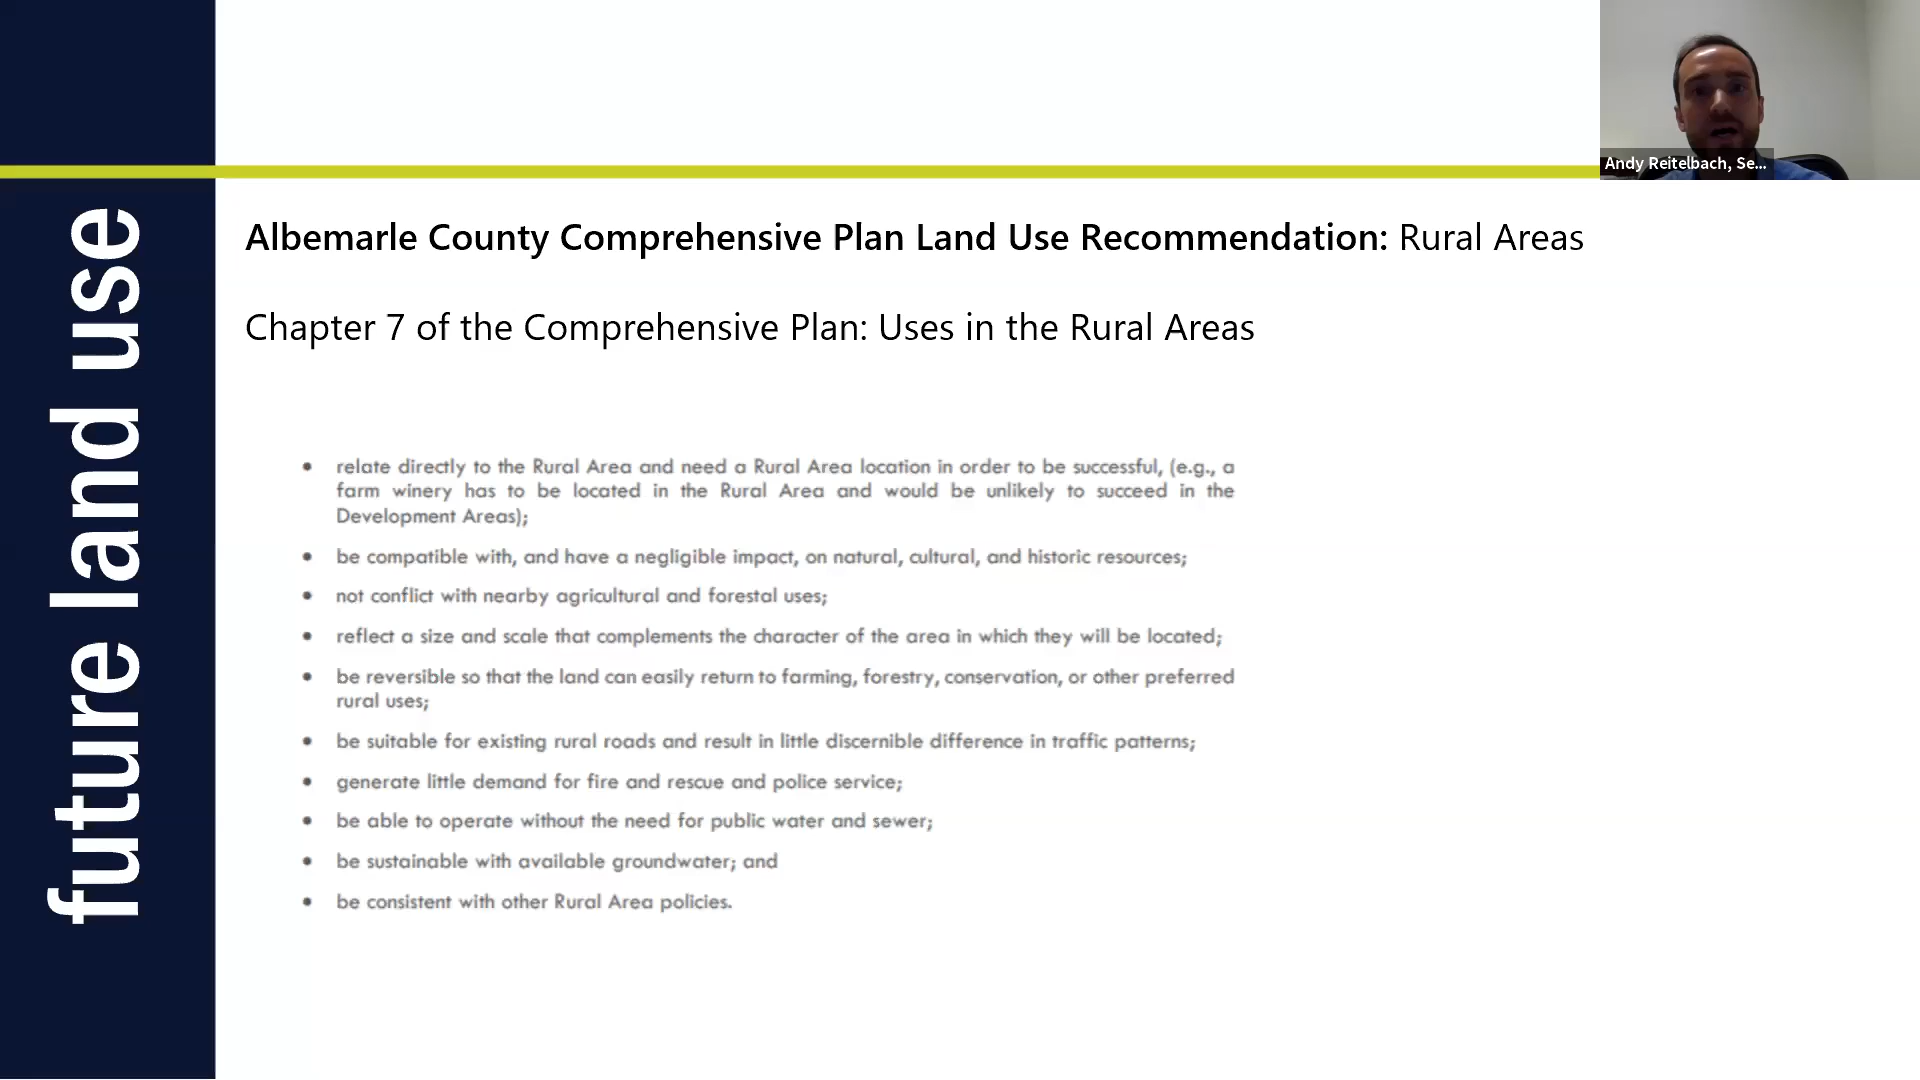 future land use
Andy Reitelbach, Se...
Albemarle County Comprehensive Plan Land Use Recommendation: Rural Areas
Chapter 7 of the Comprehensive Plan: Uses in the Rural Areas
• relate directly to the Rural Area and need a Rural Area location in order to be successful, (e.g., a
farm winery has to be located in the Rural Area and would be unlikely to succeed in the
Development Areas);
• be compatible with, and have a negligible impact, on natural, cultural, and historic resources;
• not conflict with nearby agricultural and forestal uses;
• reflect a size and scale that complements the character of the area in which they will be located;
• be reversible so that the land can easily return to farming, forestry, conservation, or other preferred
rural uses;
• be suitable for existing rural roads and result in little discernible difference in traffic patterns;
• generate little demand for fire and rescue and police service;
• be able to operate without the need for public water and sewer;
• be sustainable with available groundwater; and
• be consistent with other Rural Area policies.